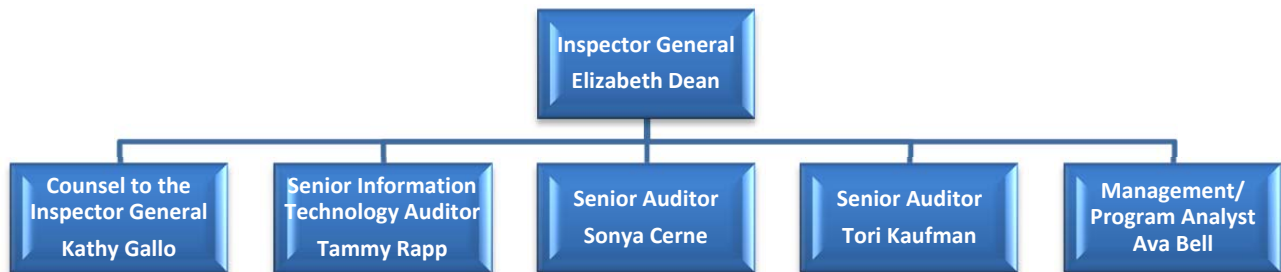 Inspector General
Elizabeth Dean
Counsel to the
Inspector General
Kathy Gallo
Senior Information
Technology Auditor
Tammy Rapp
Senior Auditor
Sonya Cerne
Senior Auditor
Tori Kaufman
Management/
Program Analyst
Ava Bell